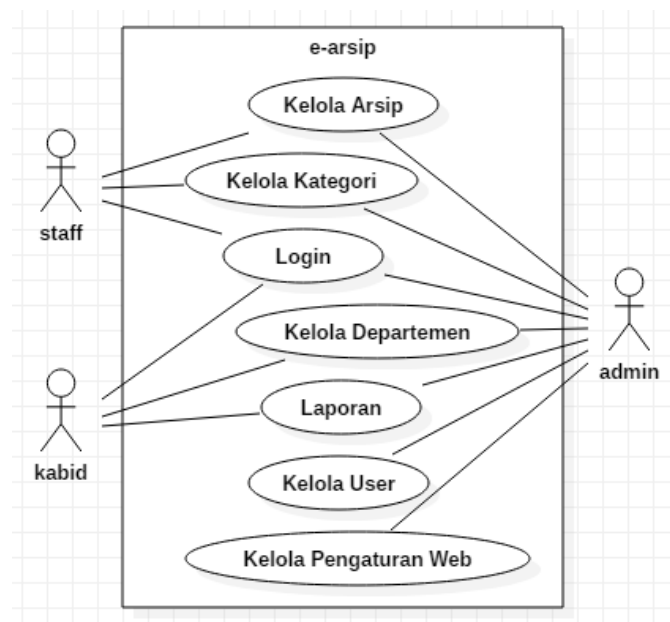 e-arsip
Kelola Arsip
Kelola Kategori
staff
Login
Kelola Departemen
admin
Laporan
kabid
Kelola User
Kelola Pengaturan Web